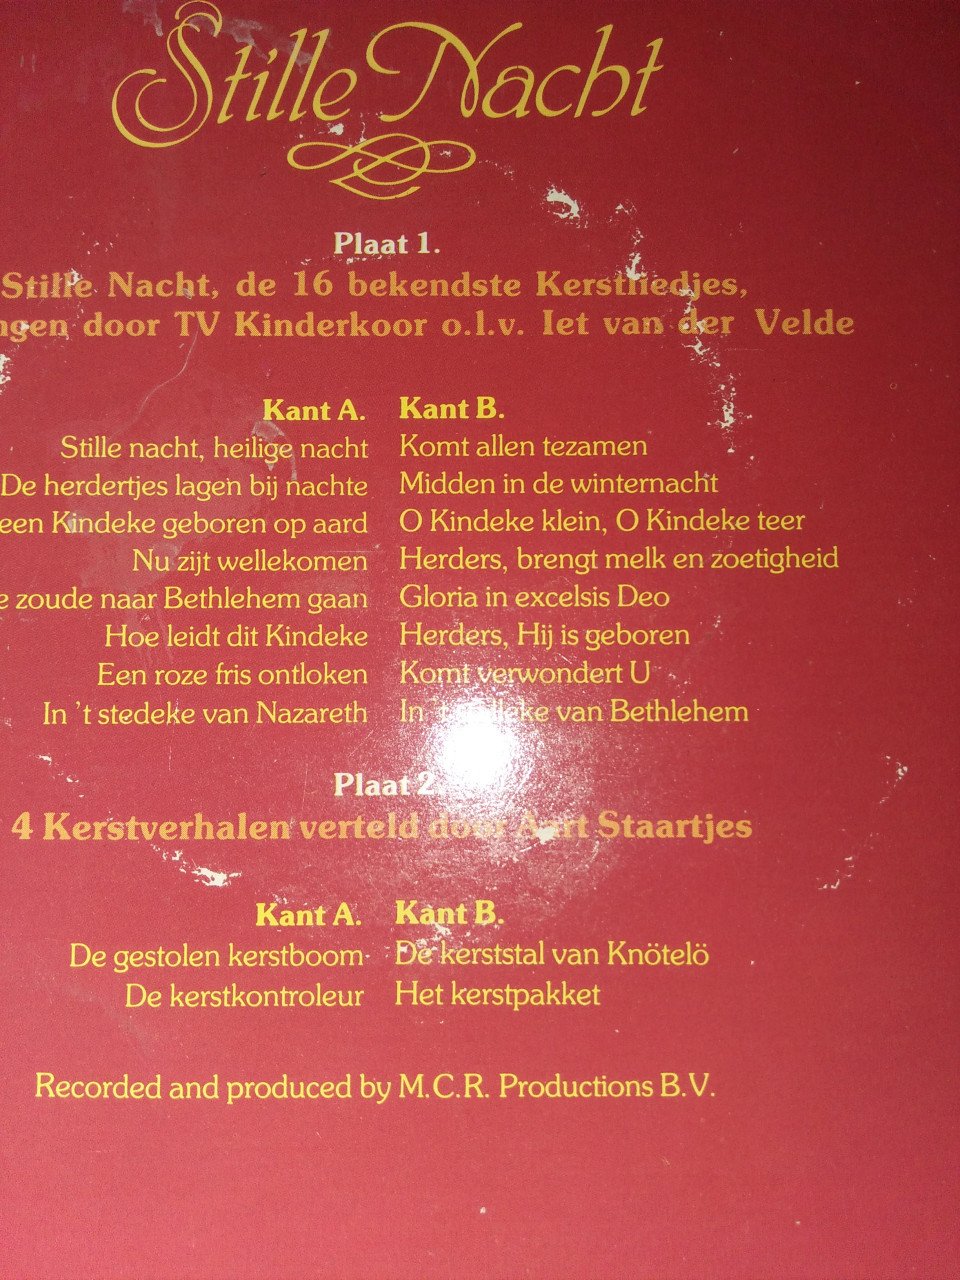 Stille Nacht
Plaat 1.
Stille Nacht, de 16 bekendste Kerstliedjes,
ngen door TV Kinderkoor o.l.v. Iet van der Velde
Kant A.
Stille nacht, heilige nacht
De herdertjes lagen bij nachte
een Kindeke geboren op aard
Nu zijt wellekomen
e zoude naar Bethlehem gaan
Hoe leidt dit Kindeke
Een roze fris ontloken
In 't stedeke van Nazareth
Kant B.
Komt allen tezamen
Midden in de winternacht
O Kindeke klein, O Kindeke teer
Herders, brengt melk en zoetigheid
Gloria in excelsis Deo
Herders, Hij is geboren
Komt verwondert U
In van Bethlehem
Plaat 2.
4 Kerstverhalen verteld door Aart Staartjes
Kant A.
De gestolen kerstboom
De kerstkontroleur
Kant B.
De kerststal van Knötelö
Het kerstpakket
Recorded and produced by M.C.R. Productions B.V.